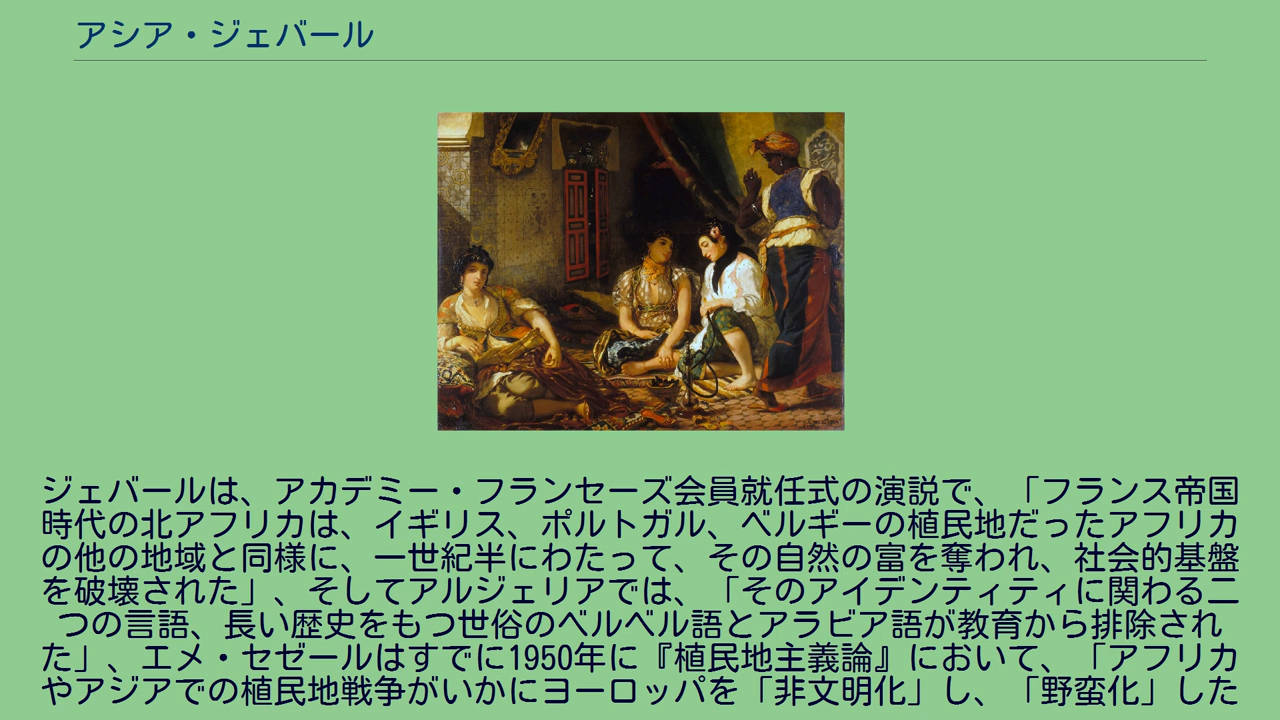 アシア・ジェバール
ジェバールは、アカデミー・フランセーズ会員就任式の演説で、「フランス帝国
時代の北アフリカは、イギリス、ポルトガル、ベルギーの植民地だったアフリカ
の他の地域と同様に、一世紀半にわたって、その自然の富を奪われ、社会的基盤
を破壊された」、そしてアルジェリアでは、「そのアイデンティティに関わる二
つの言語、長い歴史をもつ世俗のベルベル語とアラビア語が教育から排除され
た」、エメ・セゼールはすでに1950年に『植民地主義論』において、「アフリカ
やアジアでの植民地戦争がいかにヨーロッパを「非文明化」し、「野蛮化」した